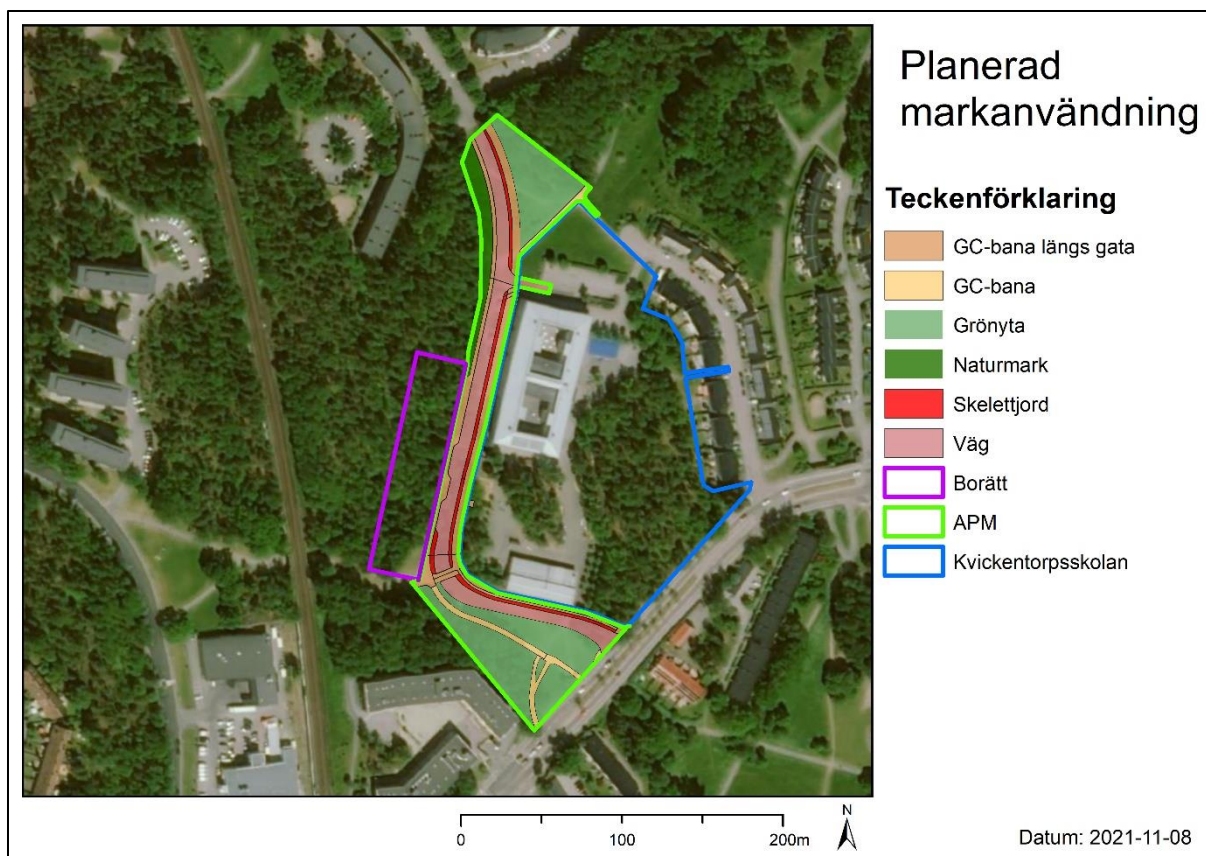 Planerad
markanvändning
Teckenförklaring
GC-bana längs gata
GC-bana
Grönyta
Naturmark
Skelettjord
Väg
Borätt
APM
Kvickentorpsskolan
N
0 100 200m
Datum: 2021-11-08